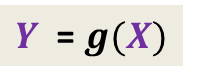 Y = g(X)